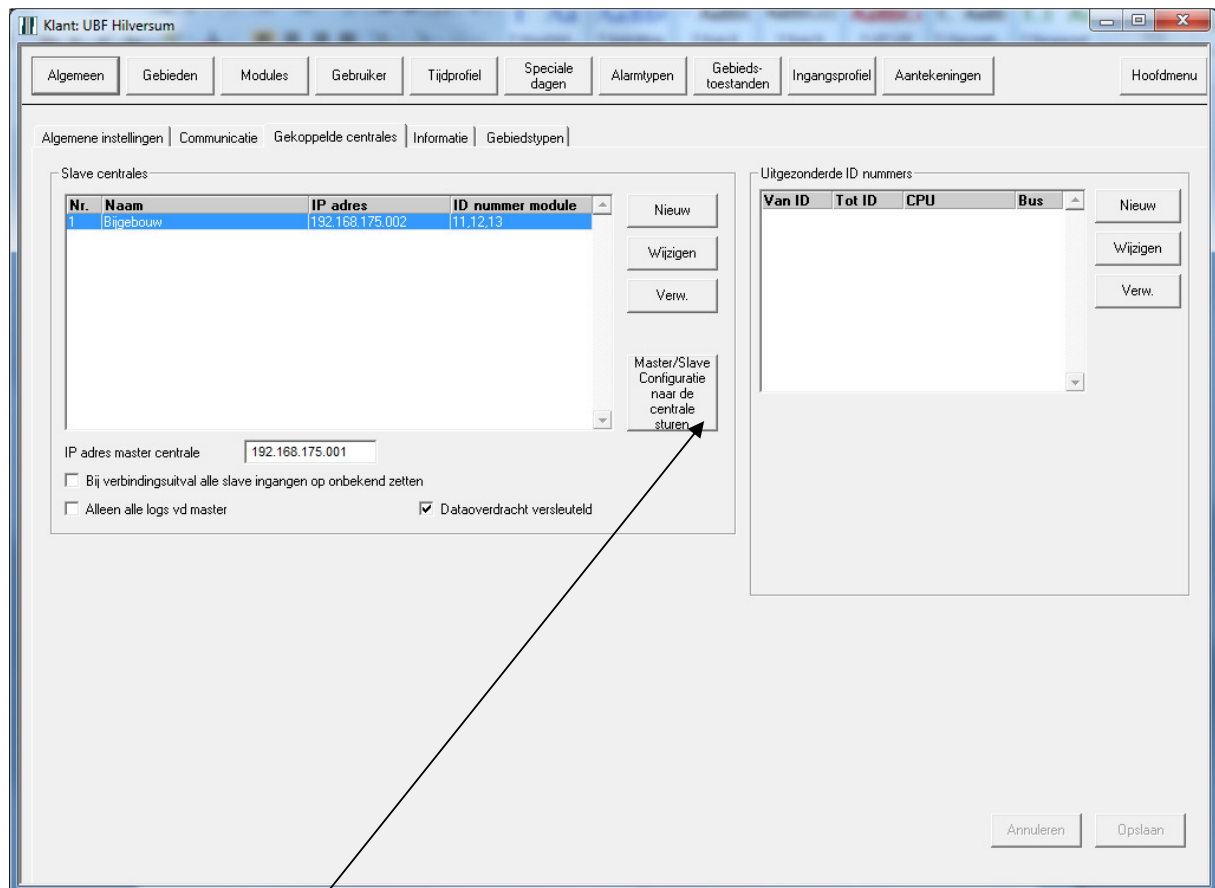 Klant: UBF Hilversum
Algemeen
Gebieden
Modules
Gebruiker
Tijdprofiel
Speciale
dagen
Alarmtypen
Gebieds-
toestanden
Ingangsprofiel
Aantekeningen
Hoofdmenu
Algemene instellingen
Communicatie
Gekoppelde centrales
Informatie
Gebiedstypen
Slave centrales
Nr. Naam IP adres ID nummer module
1 Bijgebouw 192.168.175.002 11,12,13
Nieuw
Wijzigen
Verw.
Master/Slave
Configuratie
naar de
centrale
sturen
IP adres master centrale 192.168.175.001
Bij verbindingsuitval alle slave ingangen op onbekend zetten
Alleen alle logs vd master
Dataoverdracht versleuteld
Uitgezonderde ID nummers
Van ID Tot ID CPU Bus
Nieuw
Wijzigen
Verw.
Annuleren
Opslaan